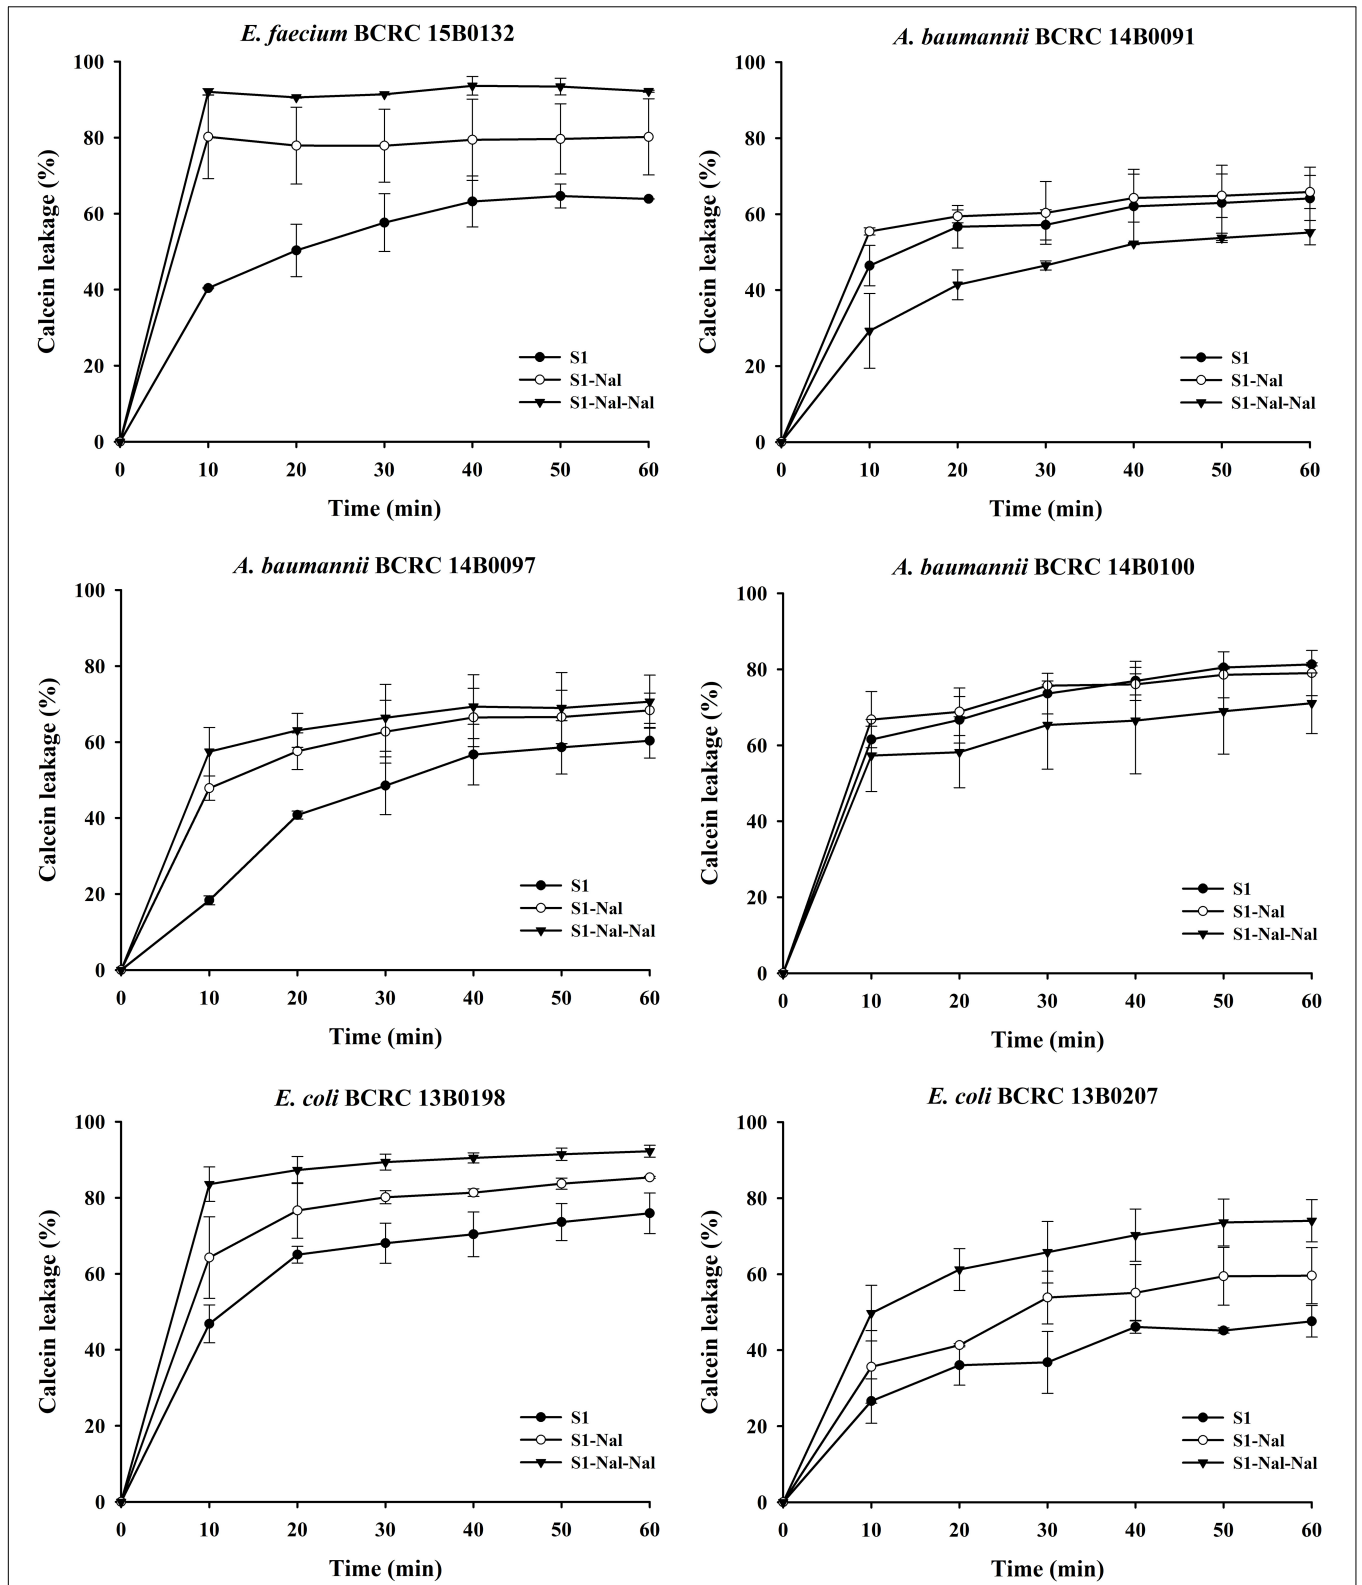 E. faecium BCRC 15B0132
100
80
60
40
20
0
Calcein leakage (%)
S1
S1-Nal
S1-Nal-Nal
0 10 20 30 40 50 60
Time (min)
A. baumannii BCRC 14B0091
100
80
60
40
20
0
Calcein leakage (%)
S1
S1-Nal
S1-Nal-Nal
0 10 20 30 40 50 60
Time (min)
A. baumannii BCRC 14B0097
100
80
60
40
20
0
Calcein leakage (%)
S1
S1-Nal
S1-Nal-Nal
0 10 20 30 40 50 60
Time (min)
A. baumannii BCRC 14B0100
100
80
60
40
20
0
Calcein leakage (%)
S1
S1-Nal
S1-Nal-Nal
0 10 20 30 40 50 60
Time (min)
E. coli BCRC 13B0198
100
80
60
40
20
0
Calcein leakage (%)
S1
S1-Nal
S1-Nal-Nal
0 10 20 30 40 50 60
Time (min)
E. coli BCRC 13B0207
100
80
60
40
20
0
Calcein leakage (%)
S1
S1-Nal
S1-Nal-Nal
0 10 20 30 40 50 60
Time (min)